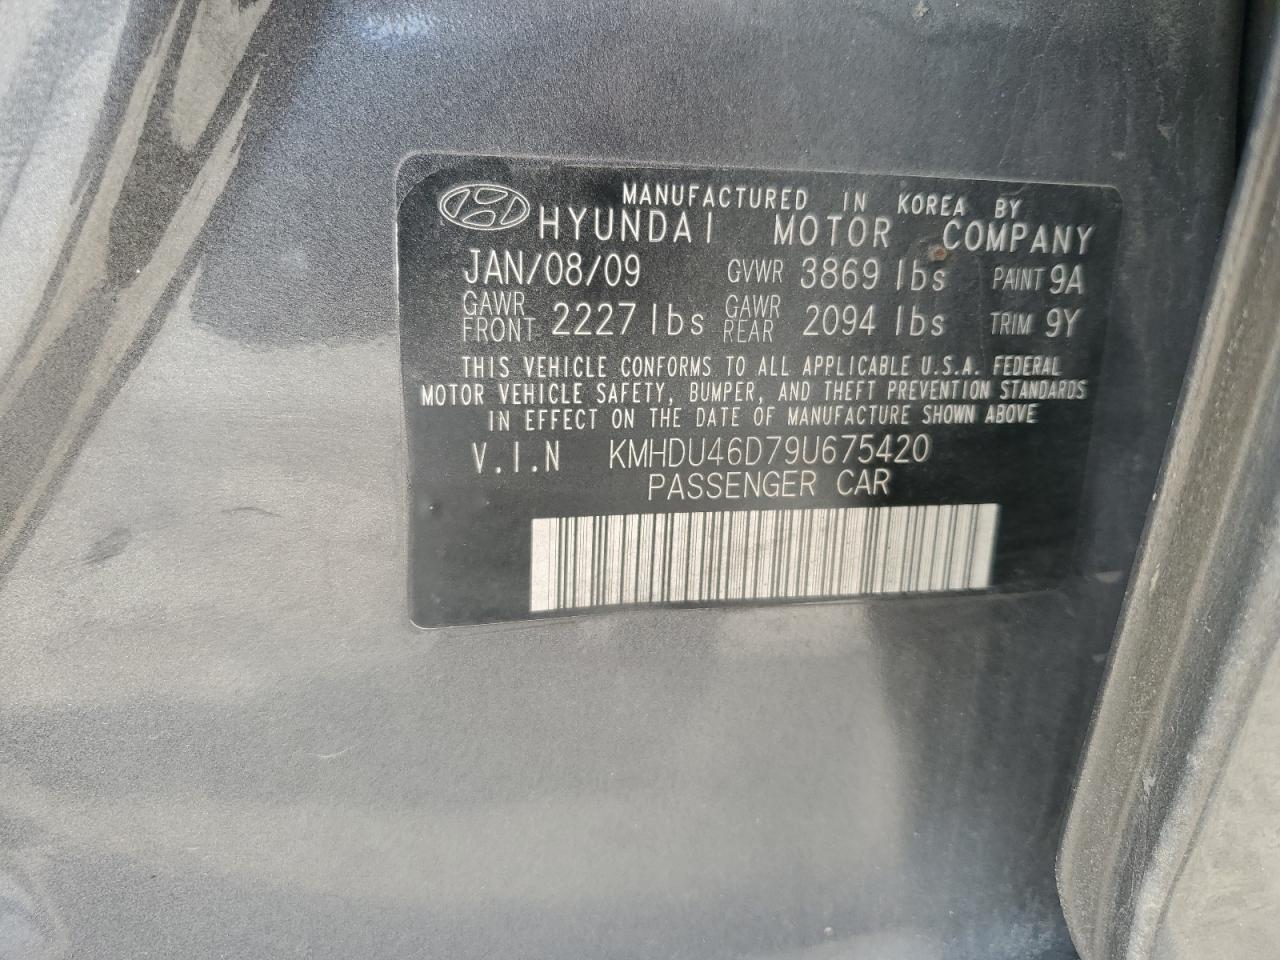 MANUFACTURED IN KOREA BY
HYUNDAI MOTOR COMPANY
JAN/08/09 GVWR 3869 lbs PAINT 9A
GAWR FRONT 2227 lbs GAWR REAR 2094 lbs TRIM 9Y
THIS VEHICLE CONFORMS TO ALL APPLICABLE U.S.A. FEDERAL
MOTOR VEHICLE SAFETY, BUMPER, AND THEFT PREVENTION STANDARDS
IN EFFECT ON THE DATE OF MANUFACTURE SHOWN ABOVE
V.I.N KMHDU46D79U675420
PASSENGER CAR